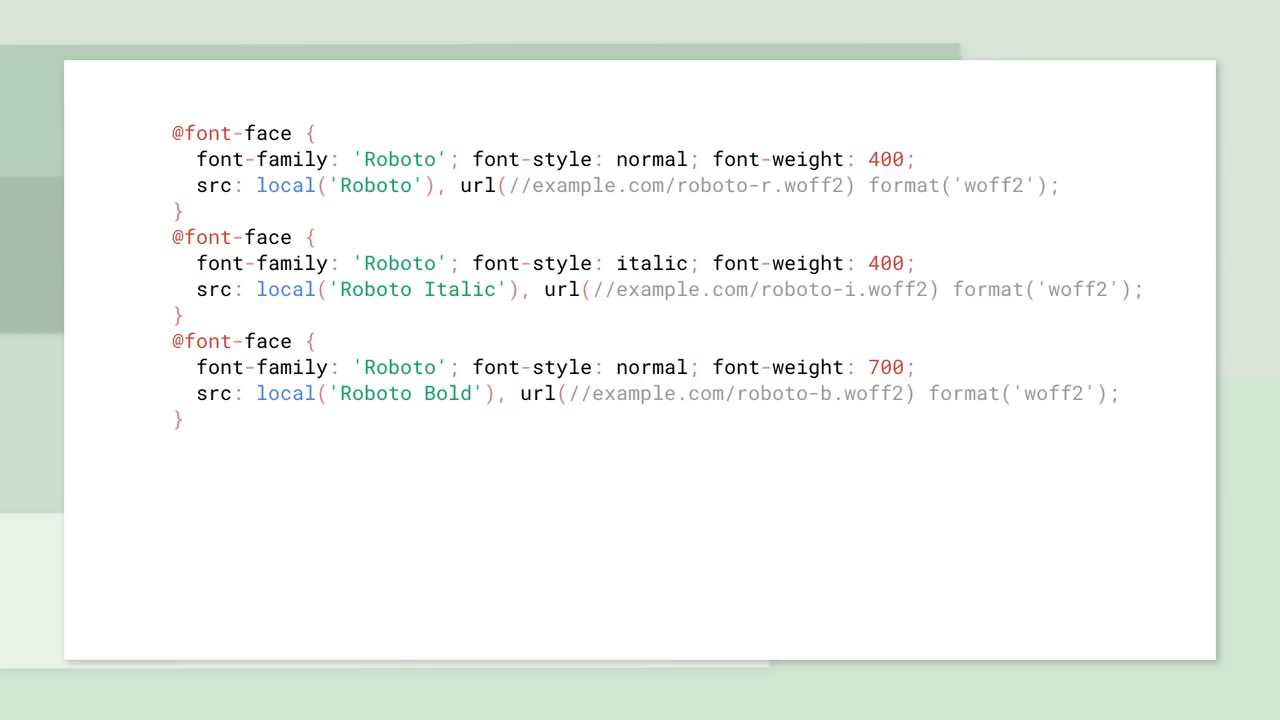 @font-face {
  font-family: 'Roboto'; font-style: normal; font-weight: 400;
  src: local('Roboto'), url(//example.com/roboto-r.woff2) format('woff2');
}
@font-face {
  font-family: 'Roboto'; font-style: italic; font-weight: 400;
  src: local('Roboto Italic'), url(//example.com/roboto-i.woff2) format('woff2');
}
@font-face {
  font-family: 'Roboto'; font-style: normal; font-weight: 700;
  src: local('Roboto Bold'), url(//example.com/roboto-b.woff2) format('woff2');
}